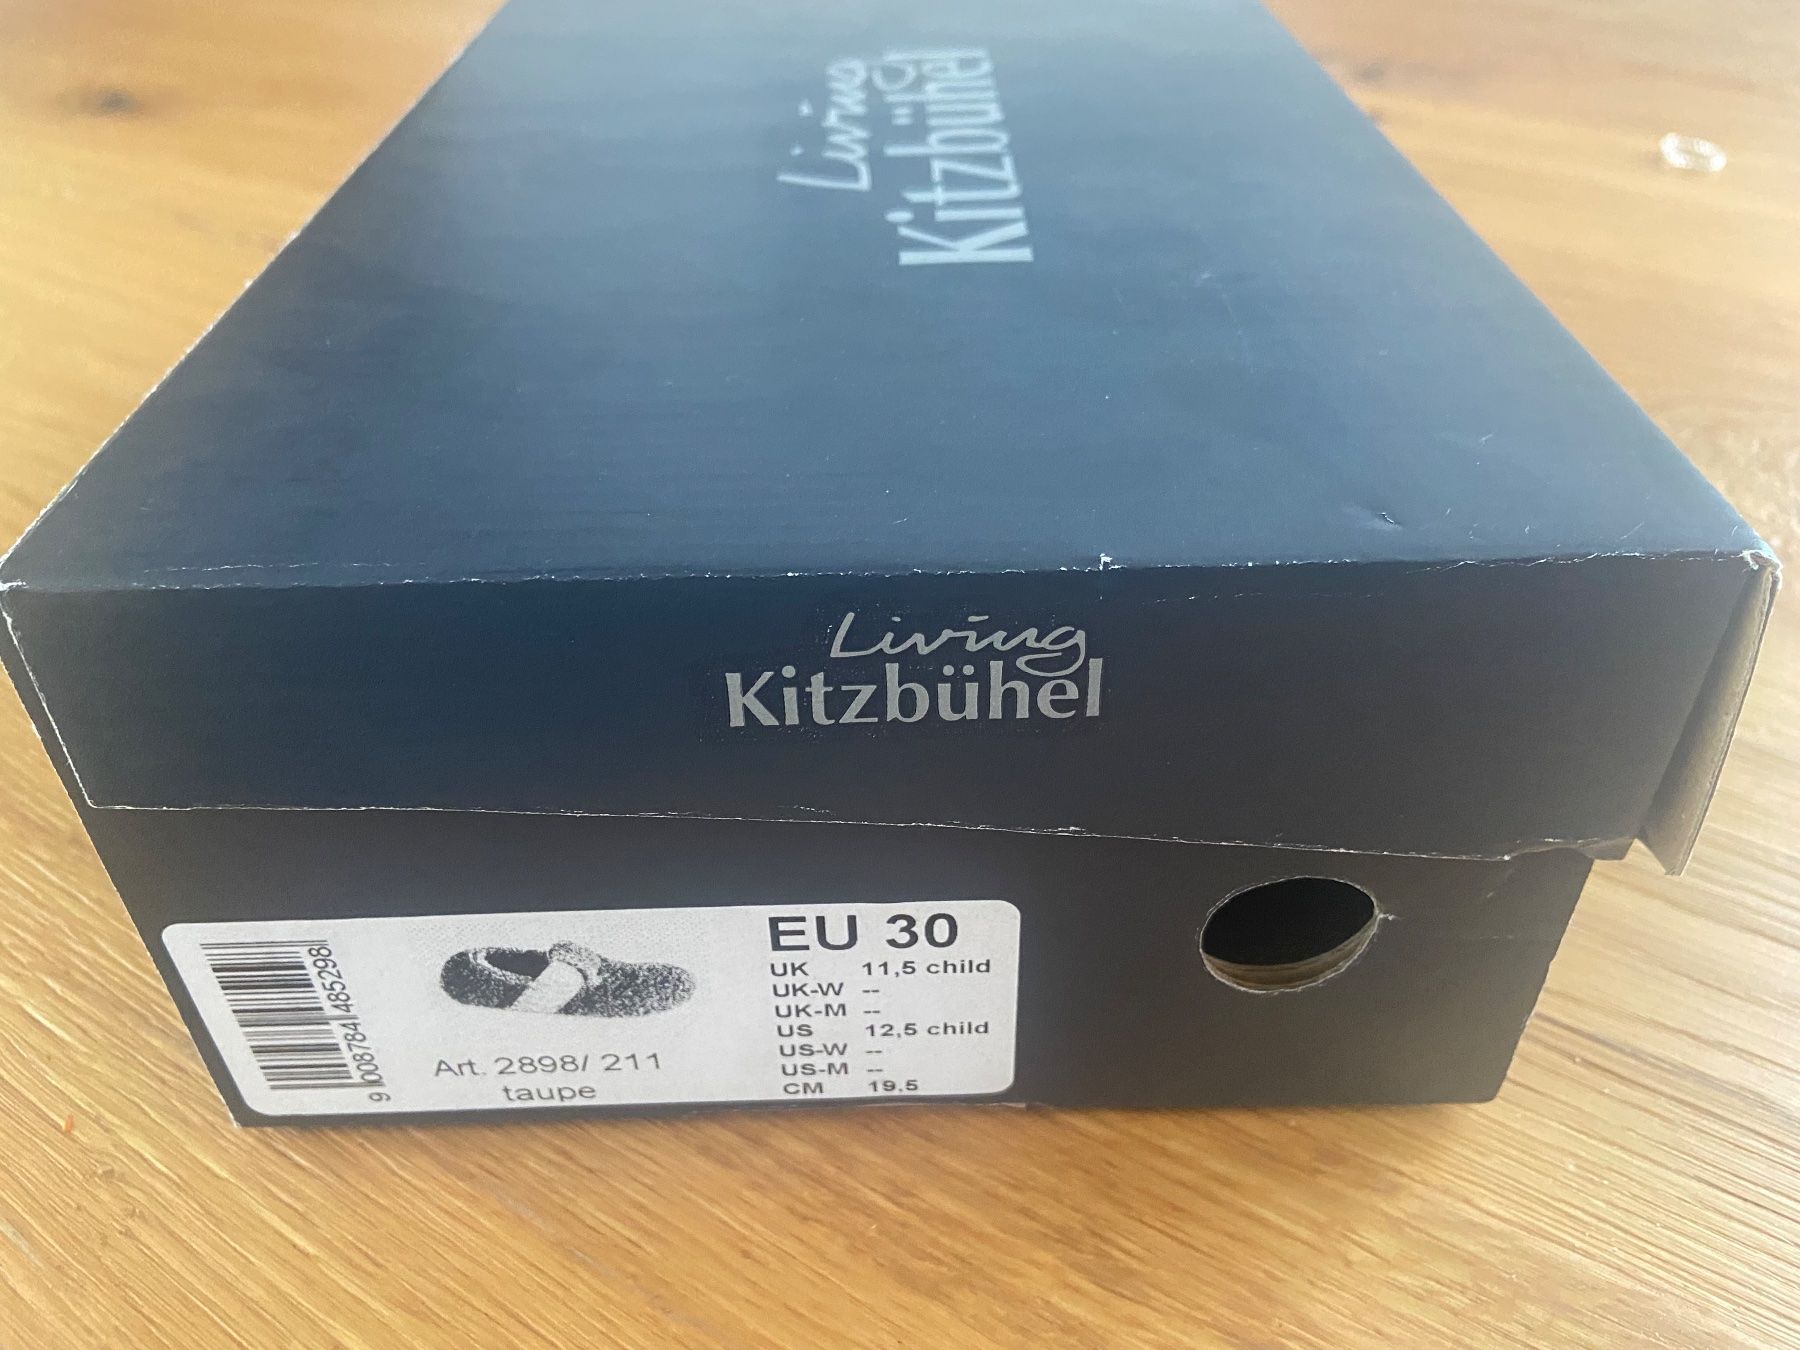 Living
Kitzbühel
Living
Kitzbühel
EU 30
UK 11,5 child
UK-W --
UK-M --
US 12,5 child
US-W --
US-M --
CM 19.5
Art. 2898/ 211
taupe
9 008784 485298